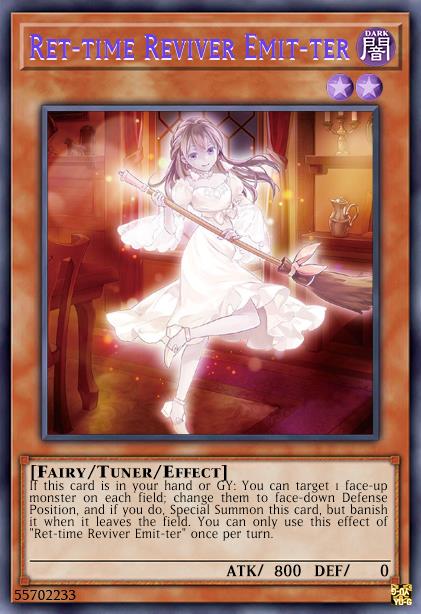 Ret-time Reviver Emit-ter
DARK
闇
[Fairy/Tuner/Effect]
If this card is in your hand or GY: You can target 1 face-up
monster on each field; change them to face-down Defense
Position, and if you do, Special Summon this card, but banish
it when it leaves the field. You can only use this effect of
"Ret-time Reviver Emit-ter" once per turn.
ATK/ 800 DEF/ 0
55702233